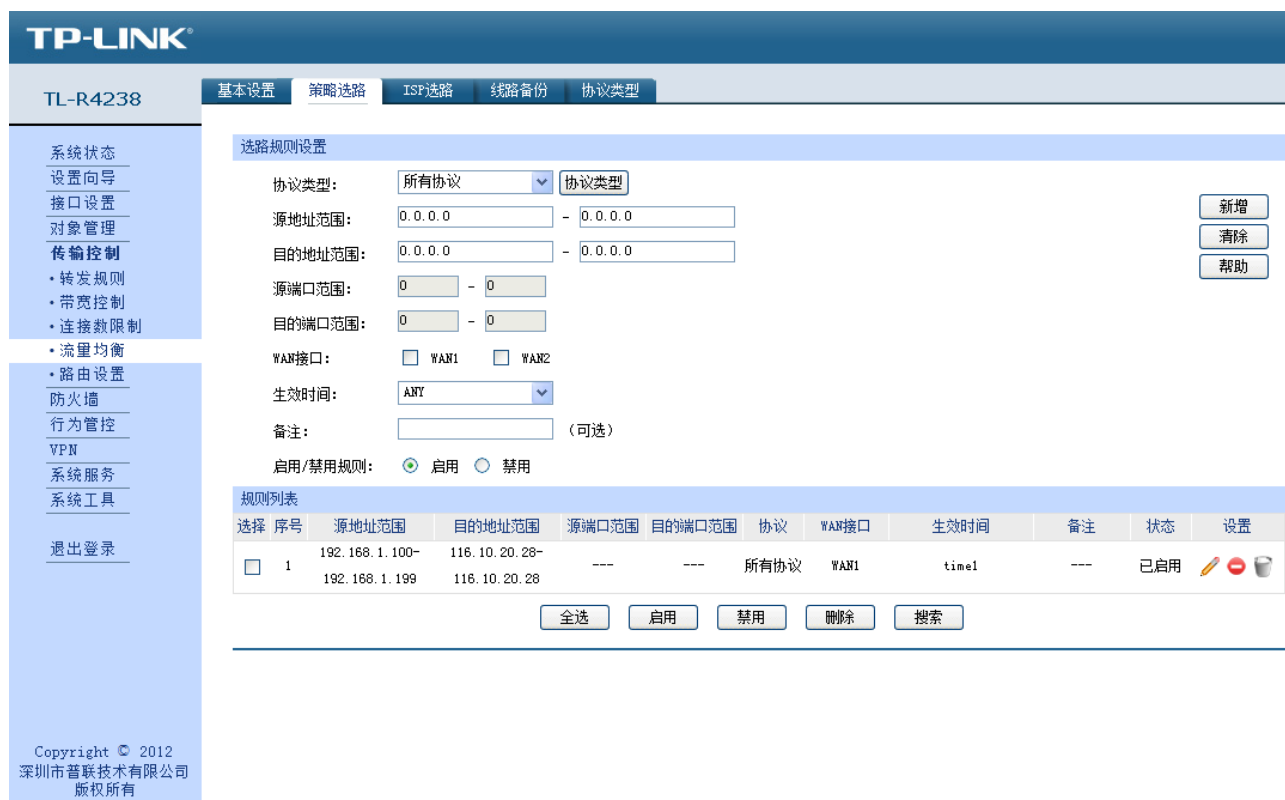 TP-LINK®
TL-R4238
基本设置 策略选路 ISP选路 线路备份 协议类型
系统状态
设置向导
接口设置
对象管理
传输控制
·转发规则
·带宽控制
·连接数限制
·流量均衡
·路由设置
防火墙
行为管控
VPN
系统服务
系统工具
退出登录
Copyright © 2012
深圳市普联技术有限公司
版权所有
选路规则设置
协议类型: 所有协议 协议类型
源地址范围: 0.0.0.0 - 0.0.0.0
目的地址范围: 0.0.0.0 - 0.0.0.0
源端口范围: 0 - 0
目的端口范围: 0 - 0
WAN接口: WAN1 WAN2
生效时间: ANY
备注: (可选)
启用/禁用规则: 启用 禁用
新增
清除
帮助
规则列表
选择 序号 源地址范围 目的地址范围 源端口范围 目的端口范围 协议 WAN接口 生效时间 备注 状态 设置
192.168.1.100- 116.10.20.28-
1 --- --- 所有协议 WAN1 time1 --- 已启用
192.168.1.199 116.10.20.28
全选 启用 禁用 删除 搜索